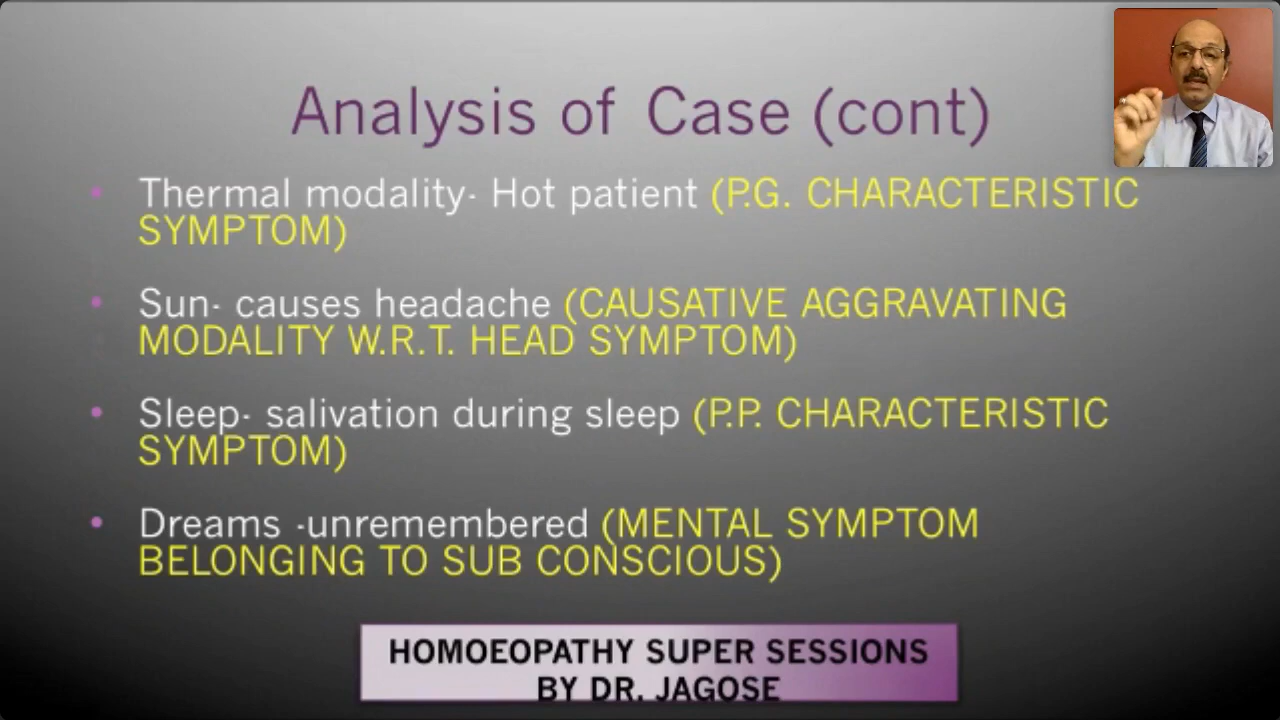 Analysis of Case (cont)
• Thermal modality- Hot patient (P.G. CHARACTERISTIC
SYMPTOM)
• Sun- causes headache (CAUSATIVE AGGRAVATING
MODALITY W.R.T. HEAD SYMPTOM)
• Sleep- salivation during sleep (P.P. CHARACTERISTIC
SYMPTOM)
• Dreams -unremembered (MENTAL SYMPTOM
BELONGING TO SUB CONSCIOUS)
HOMOEOPATHY SUPER SESSIONS
BY DR. JAGOSE